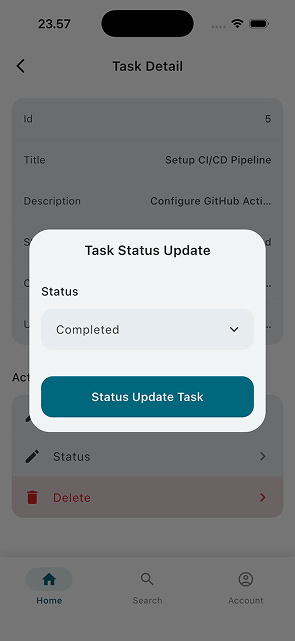 23.57
Task Detail
Id 5
Title Setup CI/CD Pipeline
Description Configure GitHub Acti...
Task Status Update
Status
Completed
Status Update Task
Status
Delete
Home Search Account